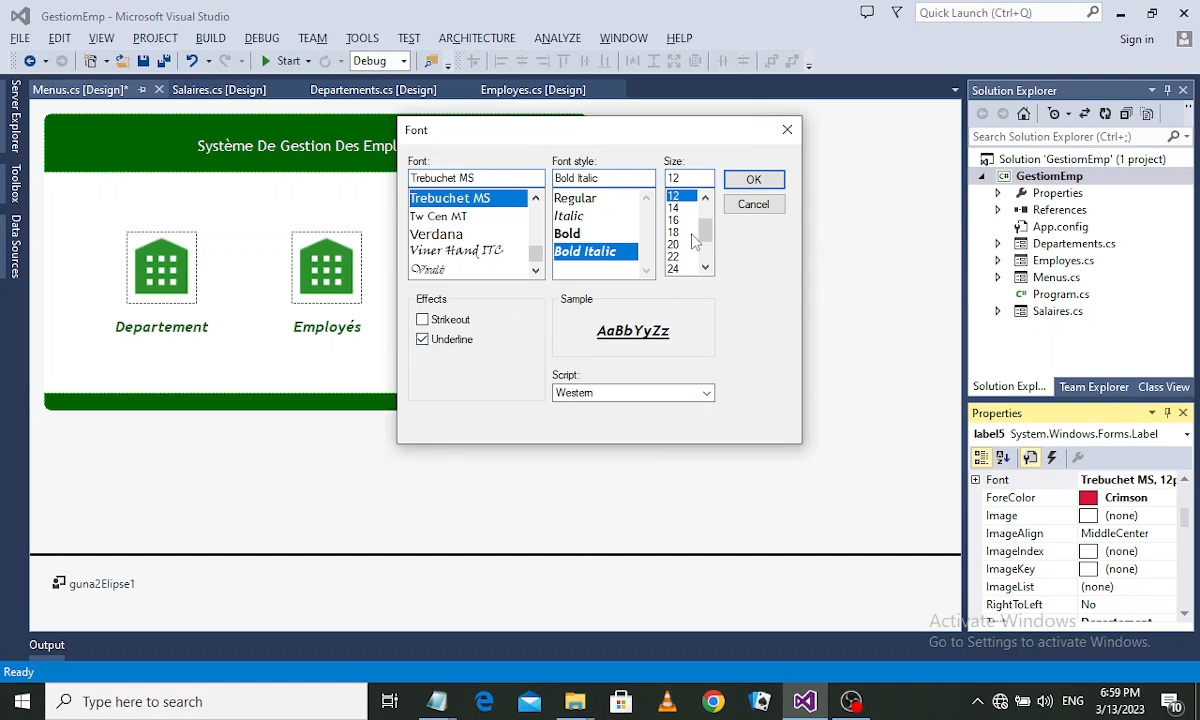 GestiomEmp - Microsoft Visual Studio
Quick Launch (Ctrl+Q)
FILE EDIT VIEW PROJECT BUILD DEBUG TEAM TOOLS TEST ARCHITECTURE ANALYZE WINDOW HELP
Sign in
Start Debug
Menus.cs [Design]* Salaires.cs [Design] Departements.cs [Design] Employes.cs [Design]
Server Explorer
Toolbox
Data Sources
Système De Gestion Des Empl
Departement
Employés
Font
Font: Font style: Size:
Trebuchet MS Bold Italic 12
OK
Cancel
Trebuchet MS
Tw Cen MT
Verdana
Viner Hand ITC
Vivaldi
Regular
Italic
Bold
Bold Italic
12
14
16
18
20
22
24
Effects
Strikeout
Underline
Sample
AaBbYyZz
Script:
Western
guna2Elipse1
Output
Ready
Solution Explorer
Search Solution Explorer (Ctrl+;)
Solution 'GestiomEmp' (1 project)
GestiomEmp
Properties
References
App.config
Departements.cs
Employes.cs
Menus.cs
Program.cs
Salaires.cs
Solution Expl... Team Explorer Class View
Properties
label5 System.Windows.Forms.Label
Font Trebuchet MS, 12p
ForeColor Crimson
Image (none)
ImageAlign MiddleCenter
ImageIndex (none)
ImageKey (none)
ImageList (none)
RightToLeft No
Activate Windows
Go to Settings to activate Windows.
Type here to search
ENG
6:59 PM
3/13/2023
10